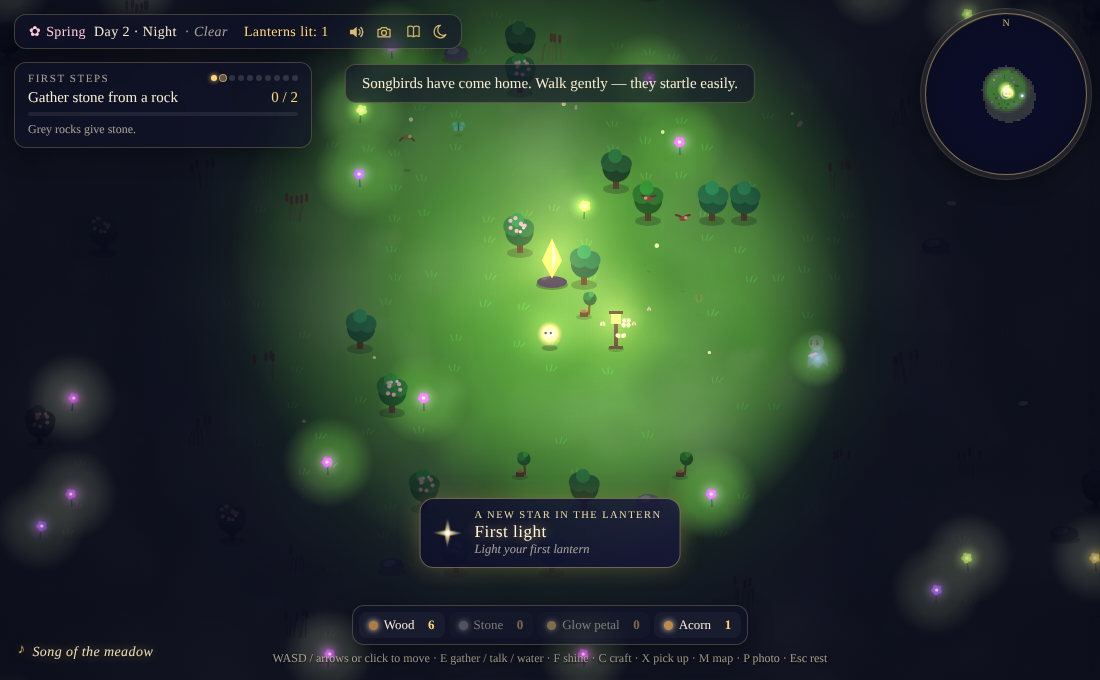 ✿ Spring Day 2 · Night · Clear Lanterns lit: 1
FIRST STEPS
Gather stone from a rock 0 / 2
Grey rocks give stone.
Songbirds have come home. Walk gently — they startle easily.
N
A NEW STAR IN THE LANTERN
First light
Light your first lantern
Wood 6 Stone 0 Glow petal 0 Acorn 1
♪ Song of the meadow
WASD / arrows or click to move · E gather / talk / water · F shine · C craft · X pick up · M map · P photo · Esc rest